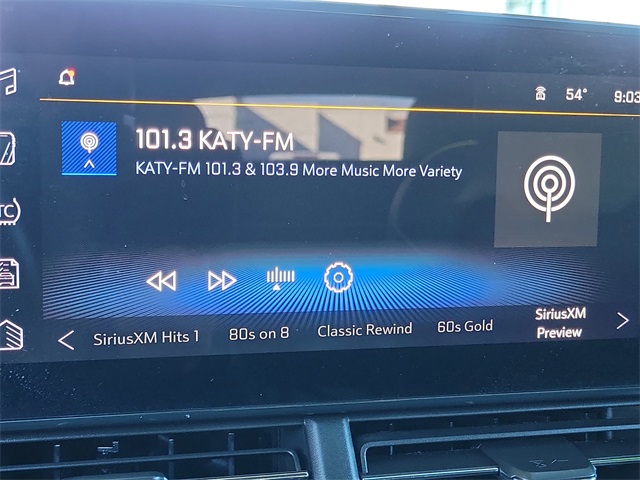 54°
9:03
101.3 KATY-FM
KATY-FM 101.3 & 103.9 More Music More Variety
TC
SiriusXM Hits 1
80s on 8
Classic Rewind
60s Gold
SiriusXM
Preview